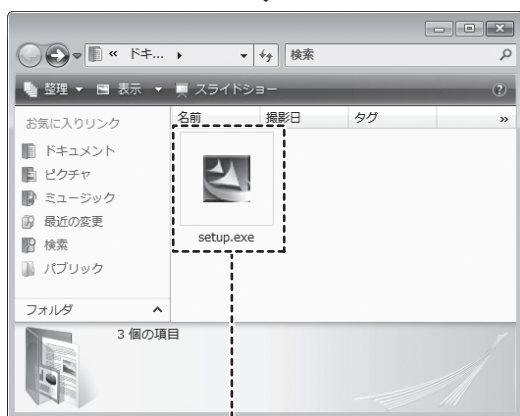 « ドキ...
検索
整理 表示 スライドショー
名前 撮影日 タグ »
お気に入りリンク
ドキュメント
ピクチャ
ミュージック
最近の変更
検索
パブリック
setup.exe
フォルダ
3 個の項目